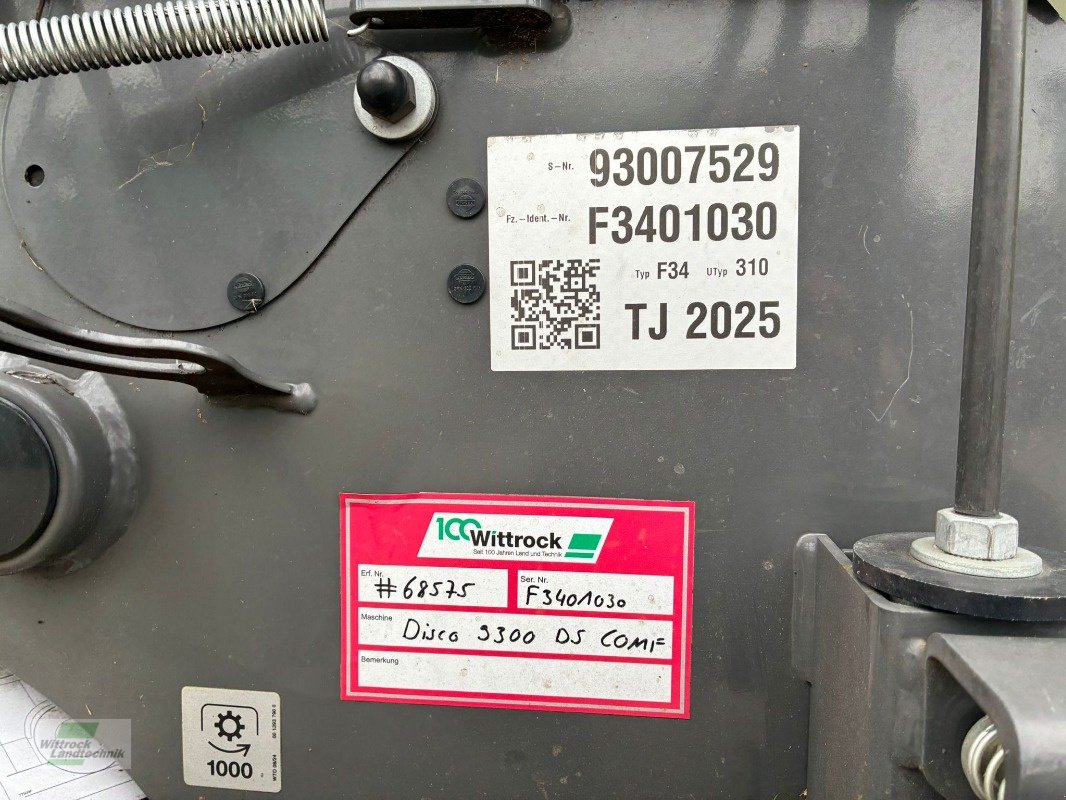 S-Nr. 93007529
Fz.-Ident.-Nr. F3401030
Typ F34 UTyp 310
TJ 2025
100 Wittrock
Seit 100 Jahren Land und Technik
Erf. Nr. #68575
Ser. Nr. F3401030
Maschine Disco 9300 DS COMF
Bemerkung
1000
Wittrock
Landtechnik